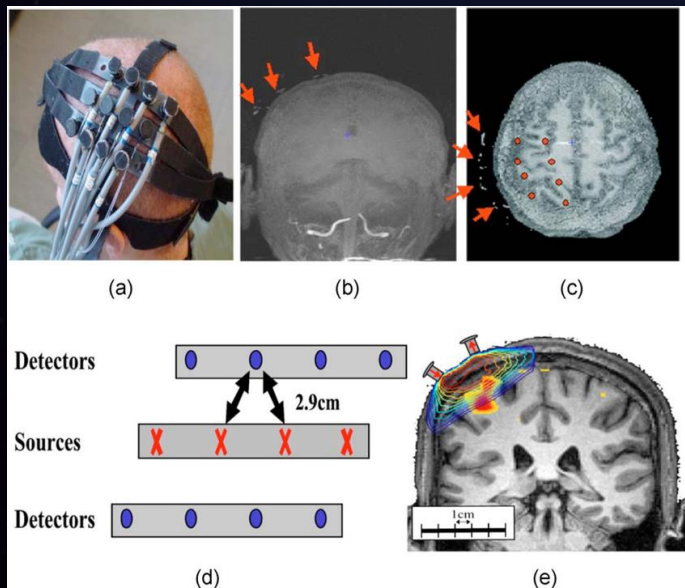 (a)
(b)
(c)
Detectors
2.9cm
Sources
Detectors
1cm
(d)
(e)